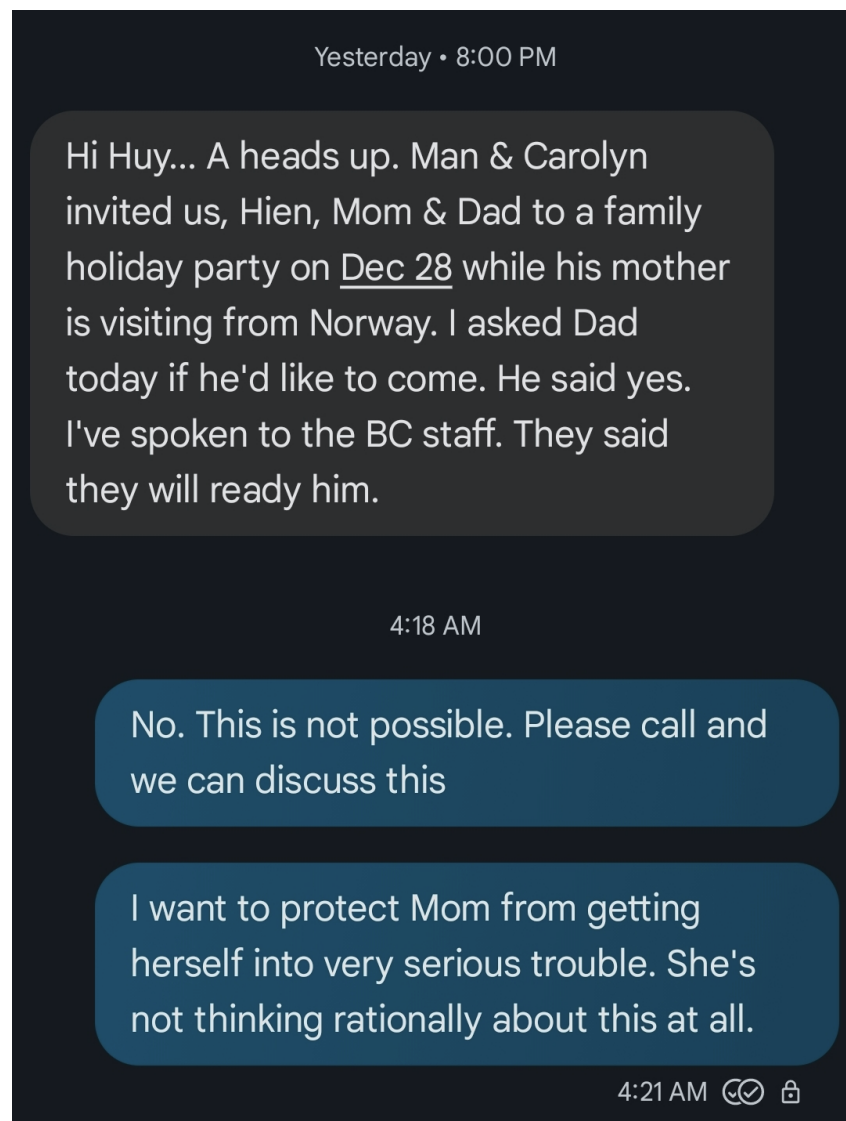 Yesterday • 8:00 PM
Hi Huy... A heads up. Man & Carolyn
invited us, Hien, Mom & Dad to a family
holiday party on Dec 28 while his mother
is visiting from Norway. I asked Dad
today if he'd like to come. He said yes.
I've spoken to the BC staff. They said
they will ready him.
4:18 AM
No. This is not possible. Please call and
we can discuss this
I want to protect Mom from getting
herself into very serious trouble. She's
not thinking rationally about this at all.
4:21 AM